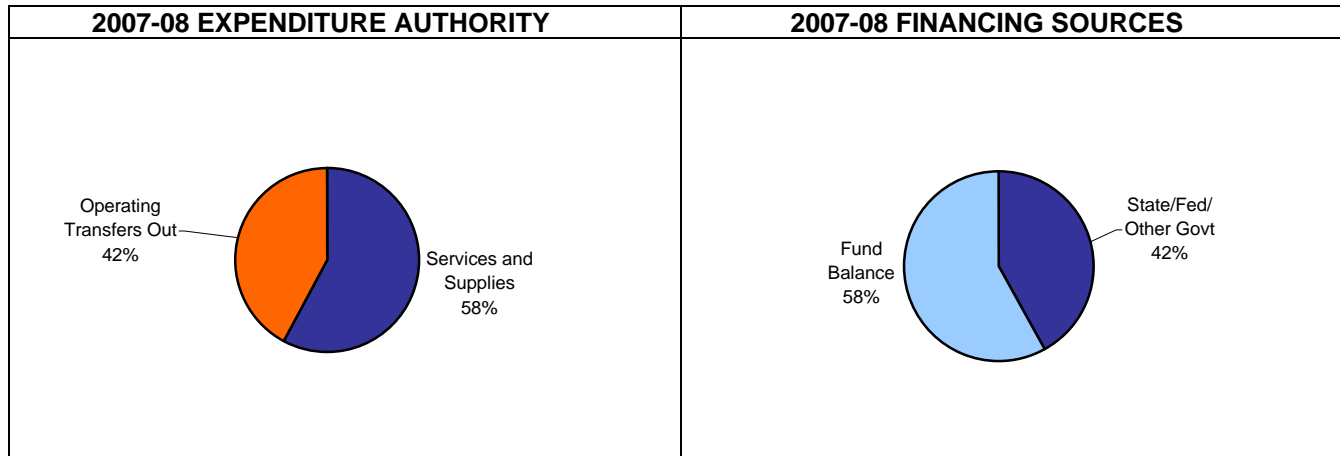 2007-08 EXPENDITURE AUTHORITY
Operating
Transfers Out
42%
Services and
Supplies
58%
2007-08 FINANCING SOURCES
Fund
Balance
58%
State/Fed/
Other Govt
42%